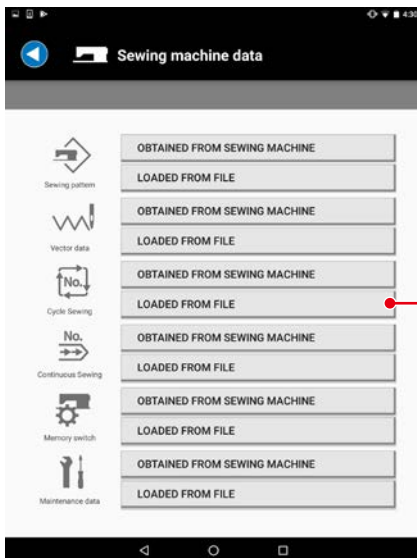 4:30
Sewing machine data
OBTAINED FROM SEWING MACHINE
LOADED FROM FILE
Sewing pattern
OBTAINED FROM SEWING MACHINE
LOADED FROM FILE
Vector data
No.
OBTAINED FROM SEWING MACHINE
LOADED FROM FILE
Cycle Sewing
No.
OBTAINED FROM SEWING MACHINE
LOADED FROM FILE
Continuous Sewing
OBTAINED FROM SEWING MACHINE
LOADED FROM FILE
Memory switch
OBTAINED FROM SEWING MACHINE
LOADED FROM FILE
Maintenance data